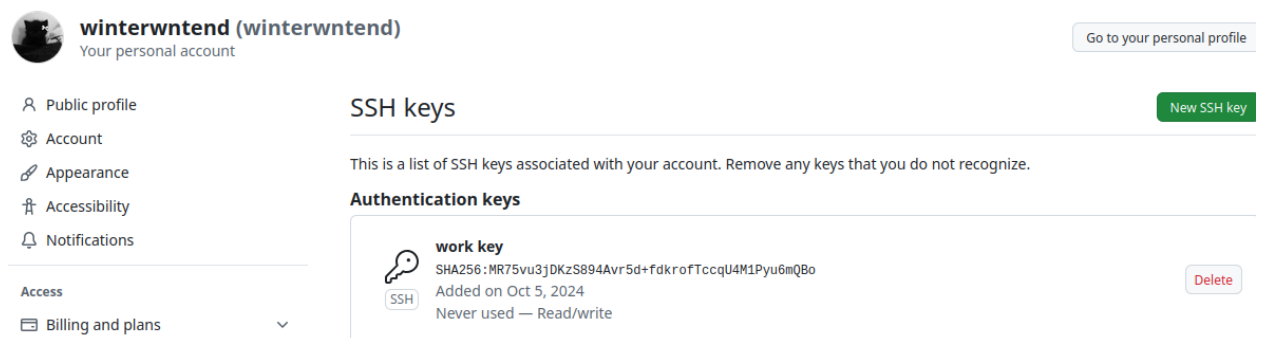 winterwntend (winterwntend)
Your personal account
Go to your personal profile
Public profile
Account
Appearance
Accessibility
Notifications
Access
Billing and plans
SSH keys
New SSH key
This is a list of SSH keys associated with your account. Remove any keys that you do not recognize.
Authentication keys
work key
SHA256:MR75vu3jDKzS894Avr5d+fdkrofTccqU4M1Pyu6mQBo
SSH
Added on Oct 5, 2024
Never used — Read/write
Delete